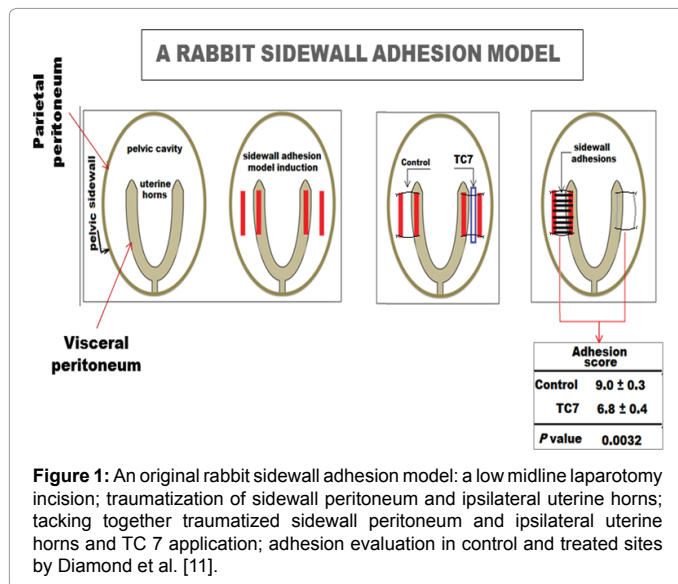 A RABBIT SIDEWALL ADHESION MODEL
Parietal
peritoneum
pelvic sidewall
pelvic cavity
uterine
horns
Visceral
peritoneum
sidewall adhesion
model induction
Control
TC7
sidewall
adhesions
Adhesion
score
Control 9.0 ± 0.3
TC7 6.8 ± 0.4
P value 0.0032
Figure 1: An original rabbit sidewall adhesion model: a low midline laparotomy
incision; traumatization of sidewall peritoneum and ipsilateral uterine horns;
tacking together traumatized sidewall peritoneum and ipsilateral uterine
horns and TC 7 application; adhesion evaluation in control and treated sites
by Diamond et al. [11].